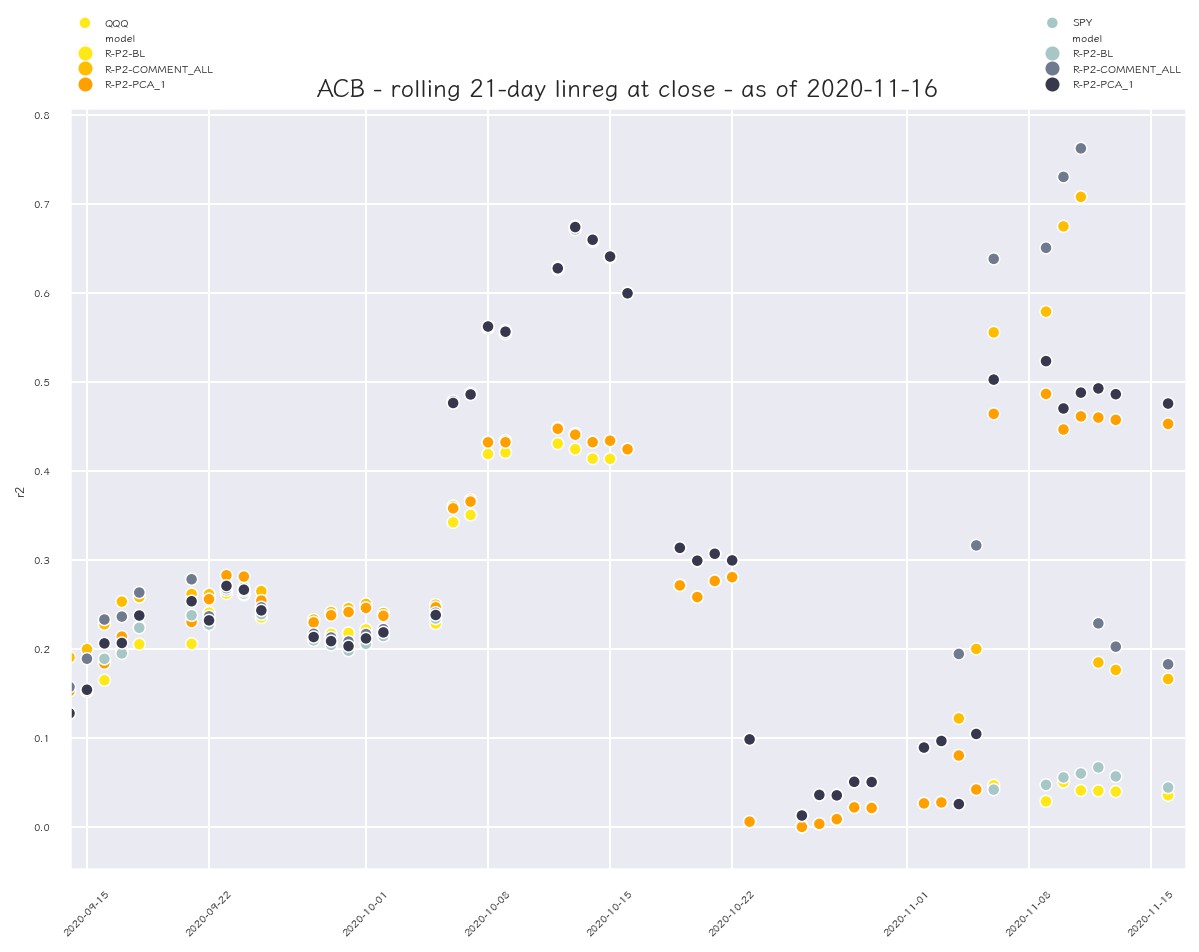 QQQ
model
R-P2-BL
R-P2-COMMENT_ALL
R-P2-PCA_1
SPY
model
R-P2-BL
R-P2-COMMENT_ALL
R-P2-PCA_1
ACB - rolling 21-day linreg at close - as of 2020-11-16
0.8
0.7
0.6
0.5
0.4
0.3
0.2
0.1
0.0
r2
2020-09-15
2020-09-22
2020-10-01
2020-10-08
2020-10-15
2020-10-22
2020-11-01
2020-11-08
2020-11-15